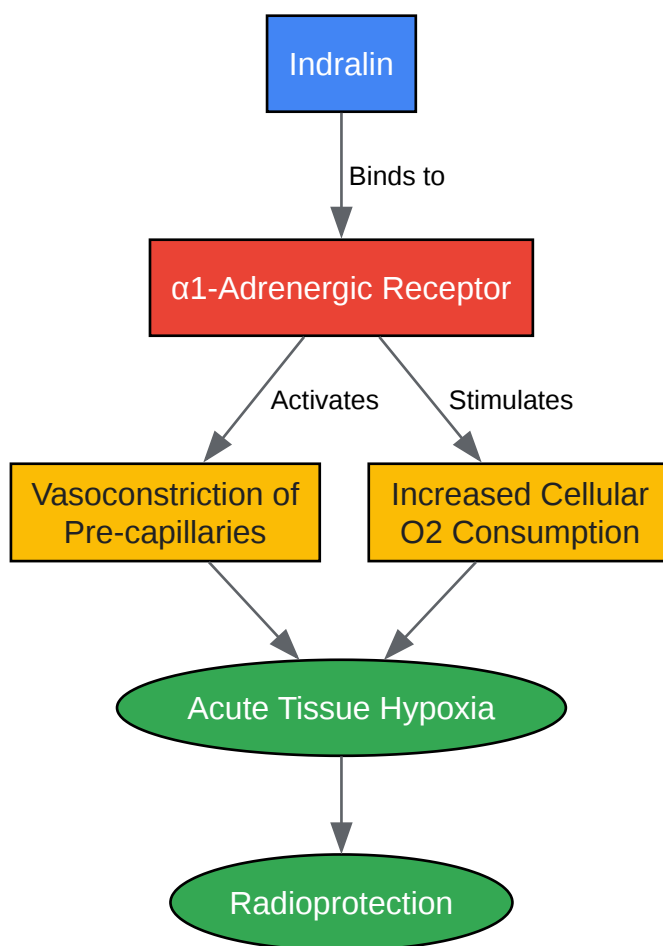 Indralin
Binds to
α1-Adrenergic Receptor
Activates
Stimulates
Vasoconstriction of
Pre-capillaries
Increased Cellular
O2 Consumption
Acute Tissue Hypoxia
Radioprotection